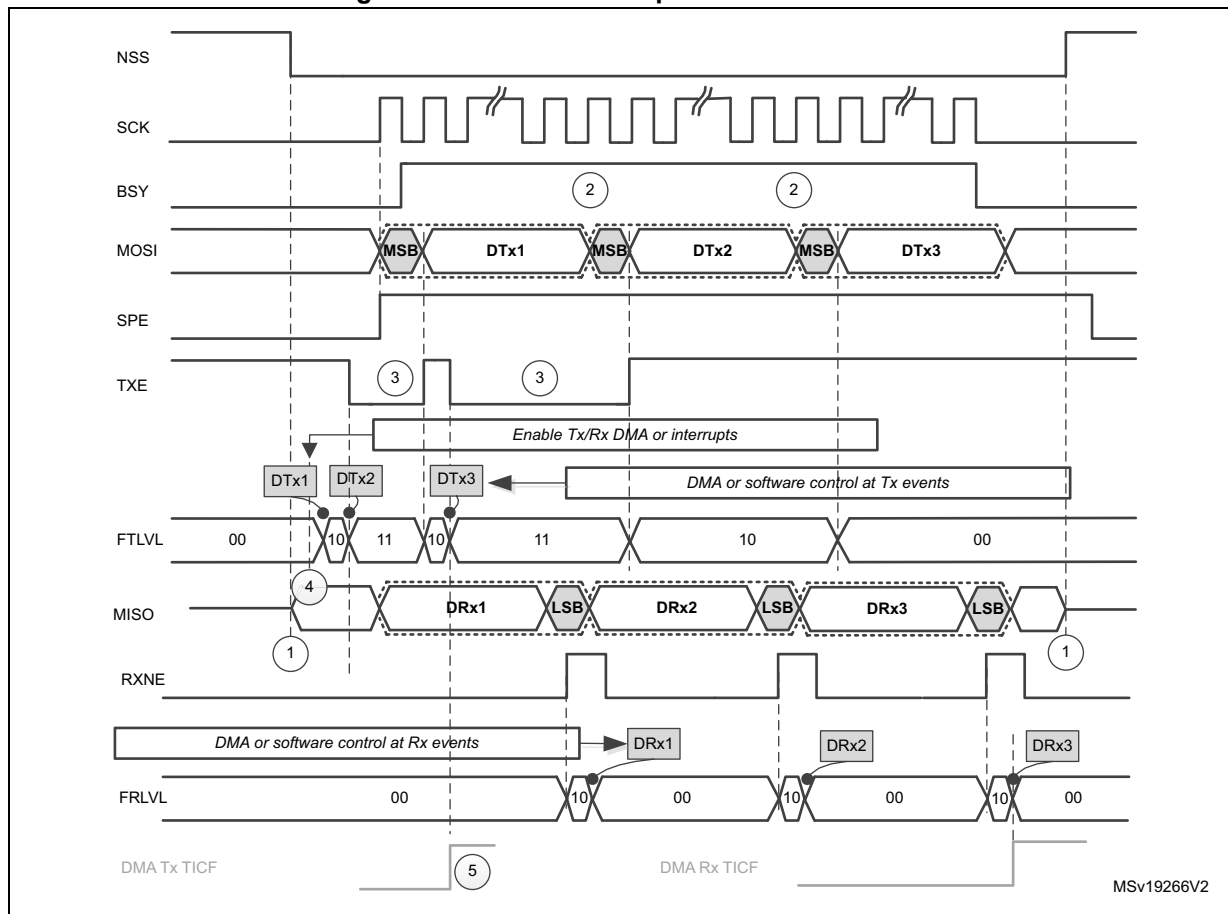 NSS
SCK
BSY
2 2
MOSI
MSB DTx1 MSB DTx2 MSB DTx3
SPE
TXE
3 3
Enable Tx/Rx DMA or interrupts
DTx1 DTx2 DTx3 DMA or software control at Tx events
FTLVL 00 10 11 10 11 10 00
4
MISO DRx1 LSB DRx2 LSB DRx3 LSB
1 1
RXNE
DMA or software control at Rx events DRx1 DRx2 DRx3
FRLVL 00 10 00 10 00 10 00
DMA Tx TICF 5 DMA Rx TICF
MSv19266V2